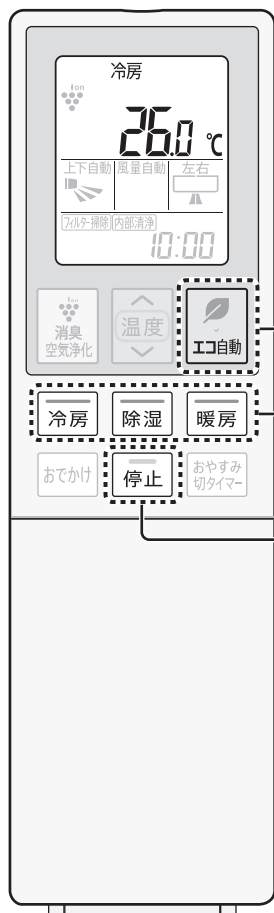 冷房
ion
26.0 ℃
上下自動 風量自動 左右
フィルター掃除 内部清浄
10:00
ion
消臭
空気浄化
温度
エコ自動
冷房 除湿 暖房
おでかけ 停止 おやすみ
切タイマー